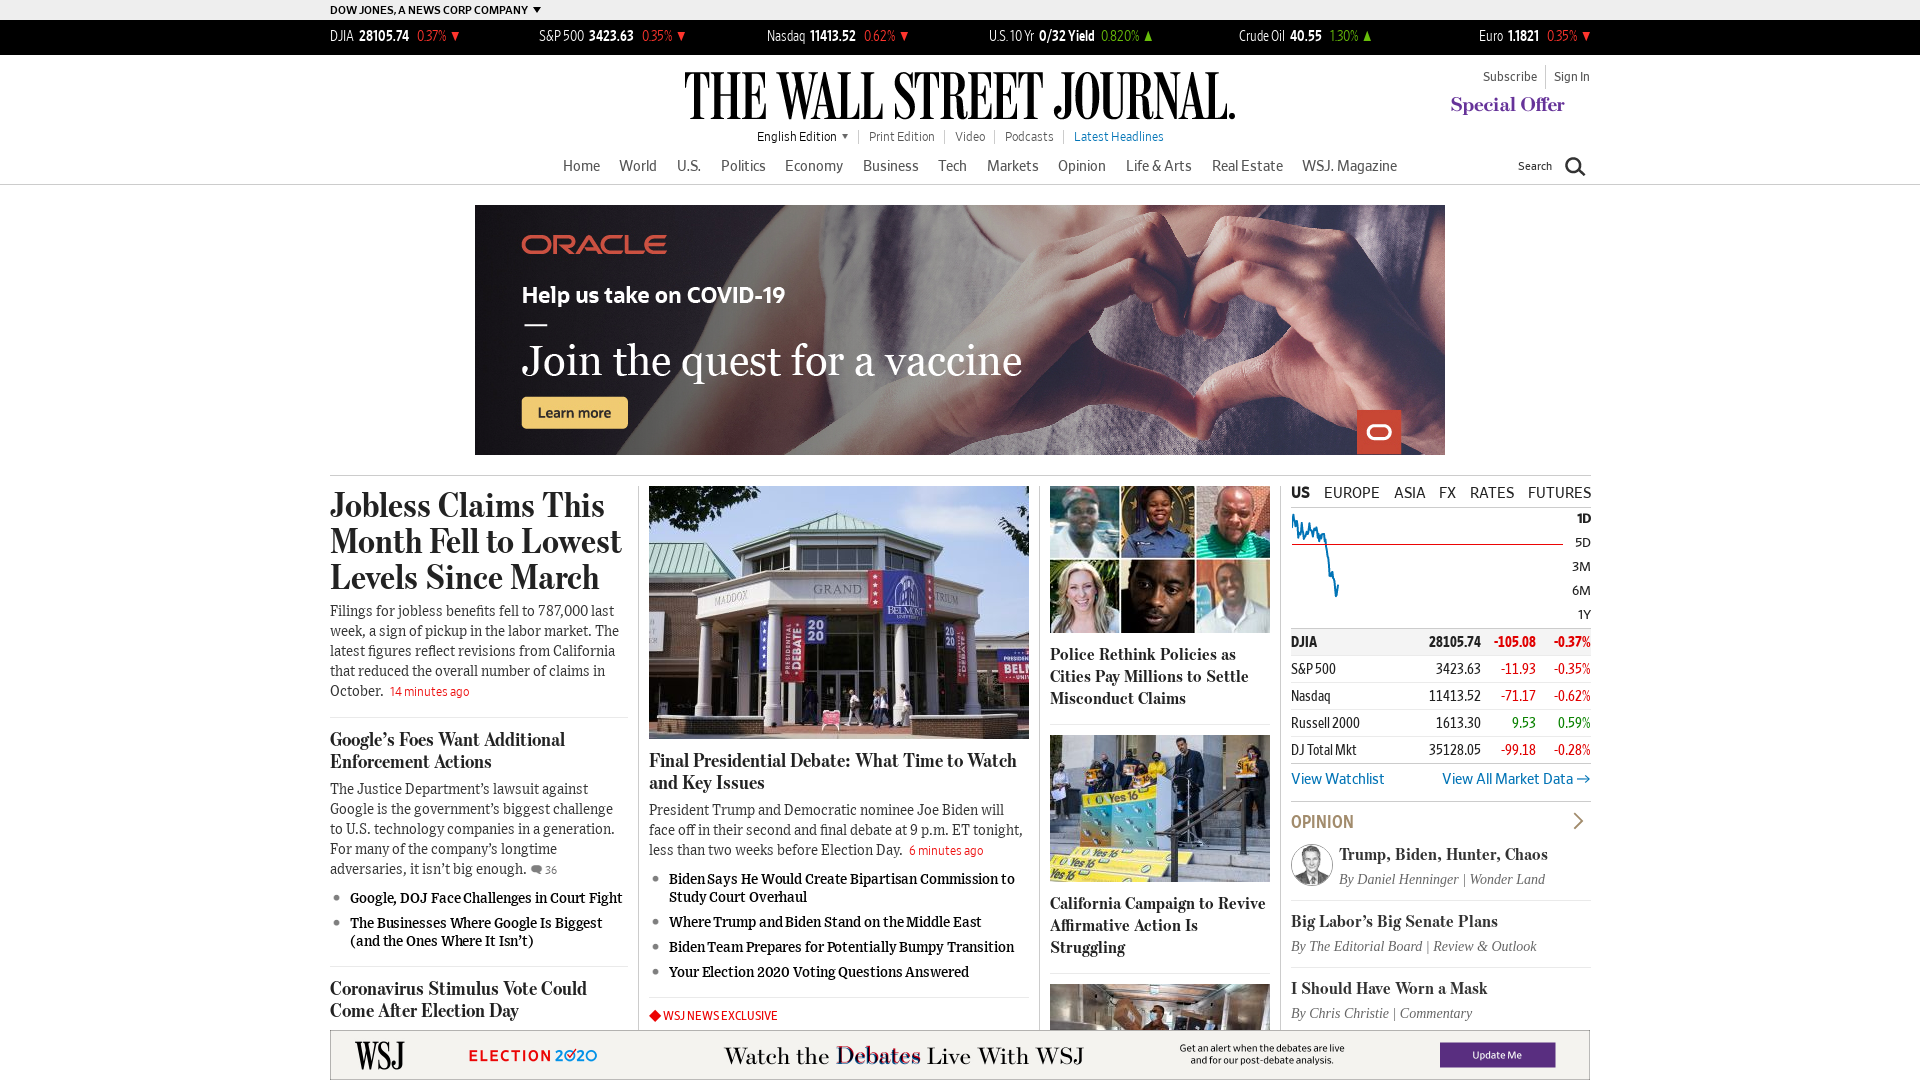 DOW JONES, A NEWS CORP COMPANY
DJIA 28105.74 0.37% S&P 500 3423.63 0.35% Nasdaq 11413.52 0.62% U.S. 10 Yr 0/32 Yield 0.820% Crude Oil 40.55 1.30% Euro 1.1821 0.35%
Subscribe Sign In
THE WALL STREET JOURNAL.
Special Offer
English Edition Print Edition Video Podcasts Latest Headlines
Home World U.S. Politics Economy Business Tech Markets Opinion Life & Arts Real Estate WSJ. Magazine Search
ORACLE
Help us take on COVID-19
Join the quest for a vaccine
Learn more
Jobless Claims This
Month Fell to Lowest
Levels Since March
Filings for jobless benefits fell to 787,000 last
week, a sign of pickup in the labor market. The
latest figures reflect revisions from California
that reduced the overall number of claims in
October. 14 minutes ago
Google’s Foes Want Additional
Enforcement Actions
The Justice Department’s lawsuit against
Google is the government’s biggest challenge
to U.S. technology companies in a generation.
For many of the company’s longtime
adversaries, it isn’t big enough. 36
Google, DOJ Face Challenges in Court Fight
The Businesses Where Google Is Biggest
(and the Ones Where It Isn’t)
Coronavirus Stimulus Vote Could
Come After Election Day
MADDOX GRAND TRIUM
BELMONT
UNIVERSITY
2020
PRESIDENTIAL DEBATE
Final Presidential Debate: What Time to Watch
and Key Issues
President Trump and Democratic nominee Joe Biden will
face off in their second and final debate at 9 p.m. ET tonight,
less than two weeks before Election Day. 6 minutes ago
Biden Says He Would Create Bipartisan Commission to
Study Court Overhaul
Where Trump and Biden Stand on the Middle East
Biden Team Prepares for Potentially Bumpy Transition
Your Election 2020 Voting Questions Answered
WSJ NEWS EXCLUSIVE
Police Rethink Policies as
Cities Pay Millions to Settle
Misconduct Claims
Yes 16
Yes 16
Yes 16
California Campaign to Revive
Affirmative Action Is
Struggling
US EUROPE ASIA FX RATES FUTURES
1D
5D
3M
6M
1Y
DJIA 28105.74 -105.08 -0.37%
S&P 500 3423.63 -11.93 -0.35%
Nasdaq 11413.52 -71.17 -0.62%
Russell 2000 1613.30 9.53 0.59%
DJ Total Mkt 35128.05 -99.18 -0.28%
View Watchlist View All Market Data
OPINION
Trump, Biden, Hunter, Chaos
By Daniel Henninger | Wonder Land
Big Labor’s Big Senate Plans
By The Editorial Board | Review & Outlook
I Should Have Worn a Mask
By Chris Christie | Commentary
WSJ ELECTION 2020 Watch the Debates Live With WSJ
Get an alert when the debates are live
and for our post-debate analysis.
Update Me